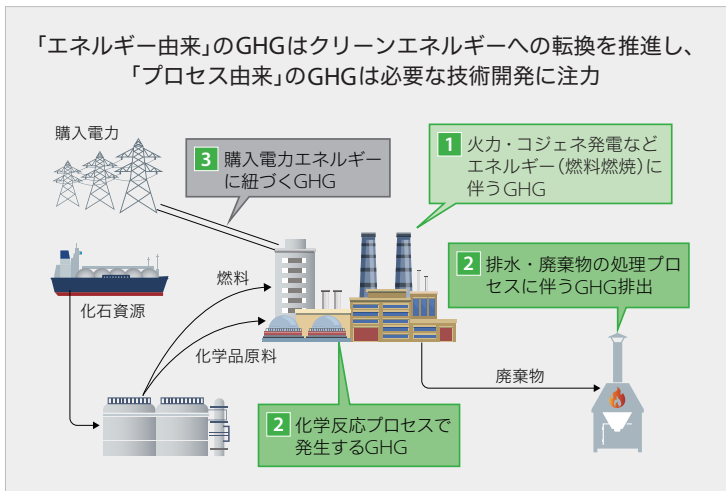 「エネルギー由来」のGHGはクリーンエネルギーへの転換を推進し、
「プロセス由来」のGHGは必要な技術開発に注力
購入電力
3 購入電力エネルギー
に紐づくGHG
1 火力・コジェネ発電など
エネルギー（燃料燃焼）に
伴うGHG
2 排水・廃棄物の処理プロ
セスに伴うGHG排出
燃料
化石資源
化学品原料
廃棄物
2 化学反応プロセスで
発生するGHG